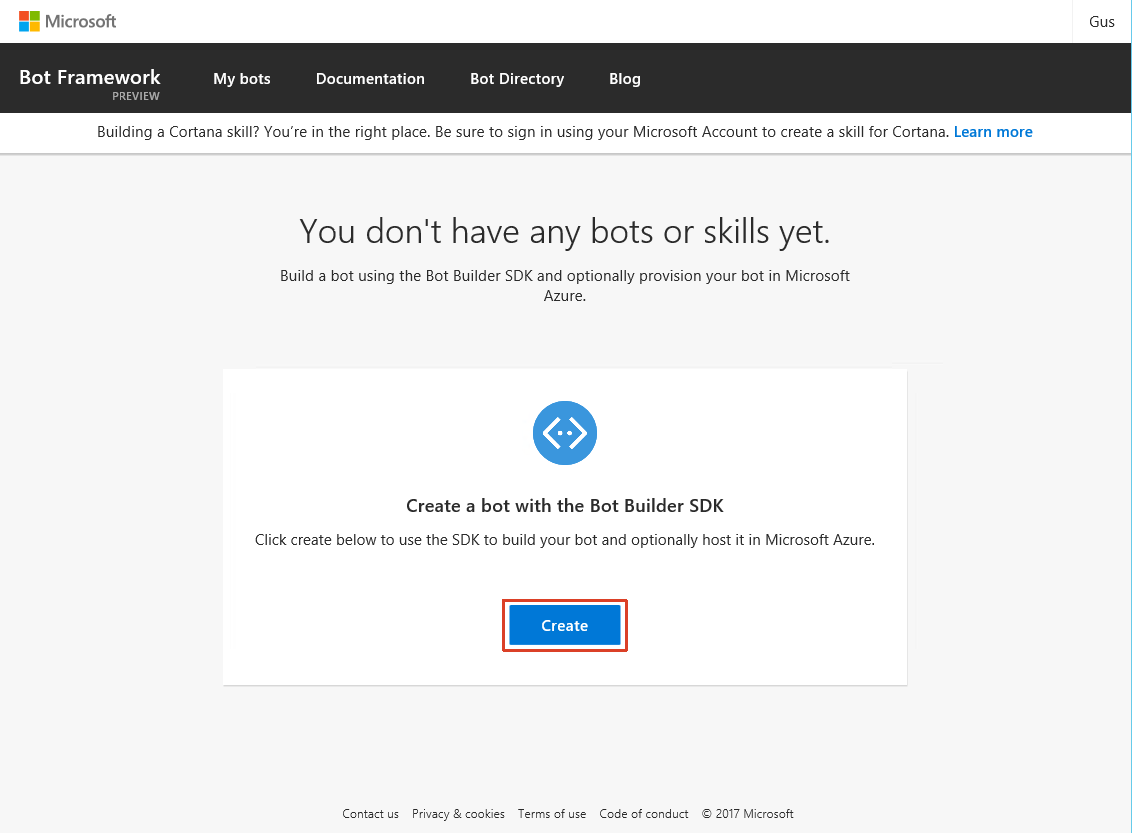 Microsoft
Gus
Bot Framework
PREVIEW
My bots
Documentation
Bot Directory
Blog
Building a Cortana skill? You’re in the right place. Be sure to sign in using your Microsoft Account to create a skill for Cortana. Learn more
You don't have any bots or skills yet.
Build a bot using the Bot Builder SDK and optionally provision your bot in Microsoft
Azure.
Create a bot with the Bot Builder SDK
Click create below to use the SDK to build your bot and optionally host it in Microsoft Azure.
Create
Contact us Privacy & cookies Terms of use Code of conduct © 2017 Microsoft